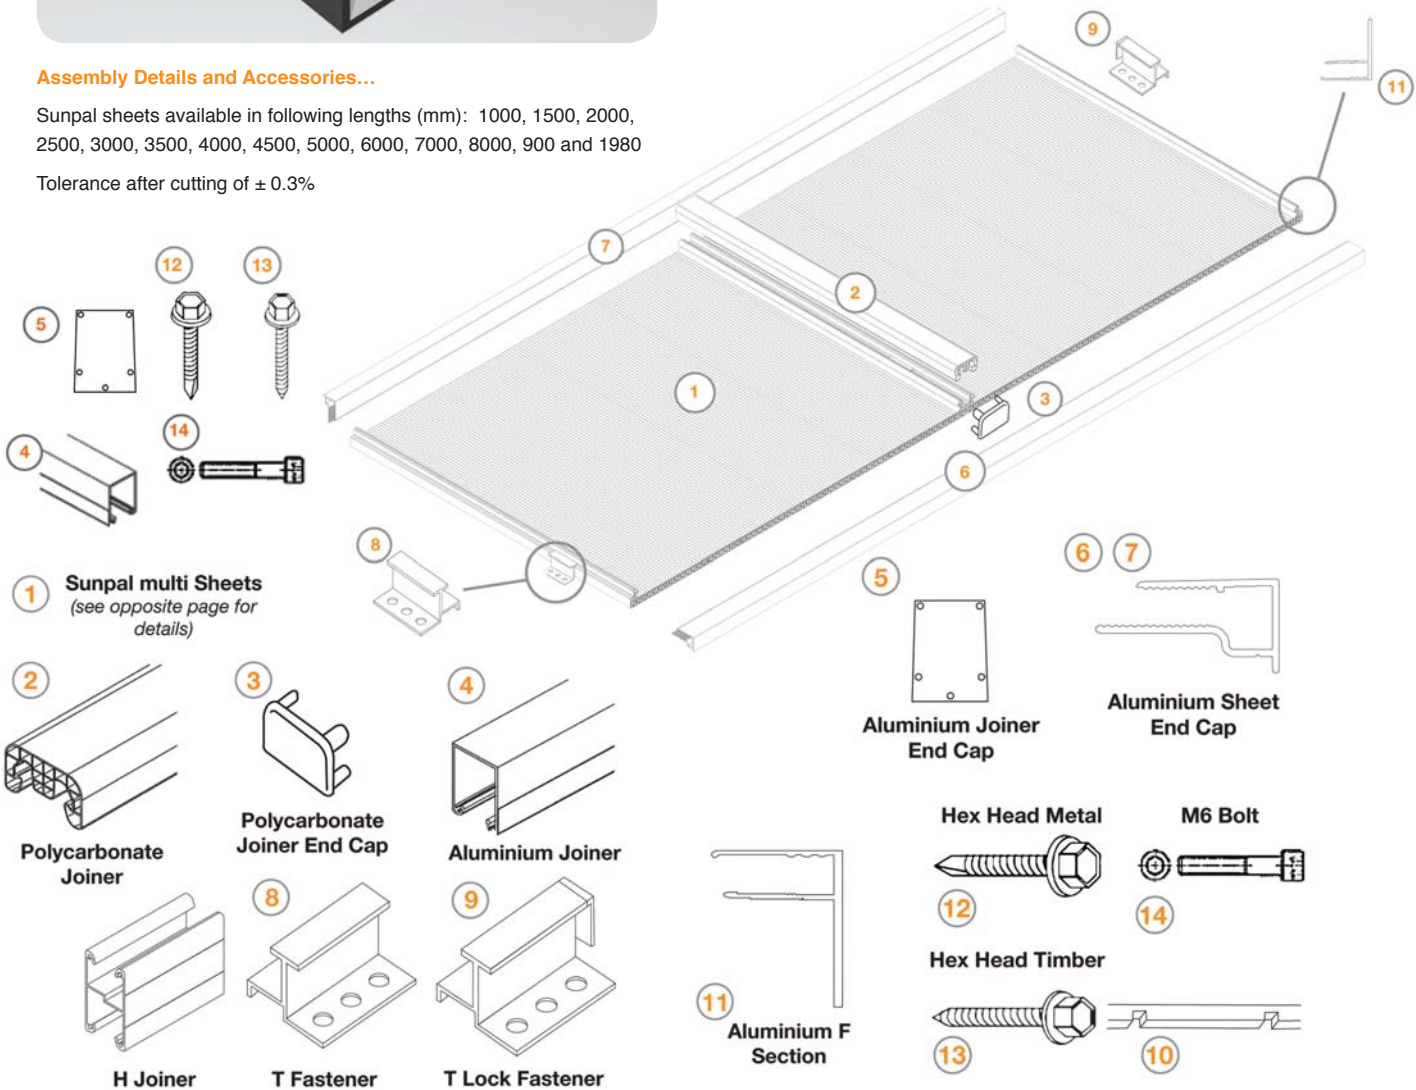 Assembly Details and Accessories…
Sunpal sheets available in following lengths (mm):  1000, 1500, 2000,
2500, 3000, 3500, 4000, 4500, 5000, 6000, 7000, 8000, 900 and 1980
Tolerance after cutting of ± 0.3%
9
11
7
2
12
13
5
1
3
14
4
6
8
1
Sunpal multi Sheets
(see opposite page for
details)
5
Aluminium Joiner
End Cap
6
7
Aluminium Sheet
End Cap
2
Polycarbonate
Joiner
3
Polycarbonate
Joiner End Cap
4
Aluminium Joiner
Hex Head Metal
12
M6 Bolt
14
H Joiner
8
T Fastener
9
T Lock Fastener
11
Aluminium F
Section
Hex Head Timber
13
10